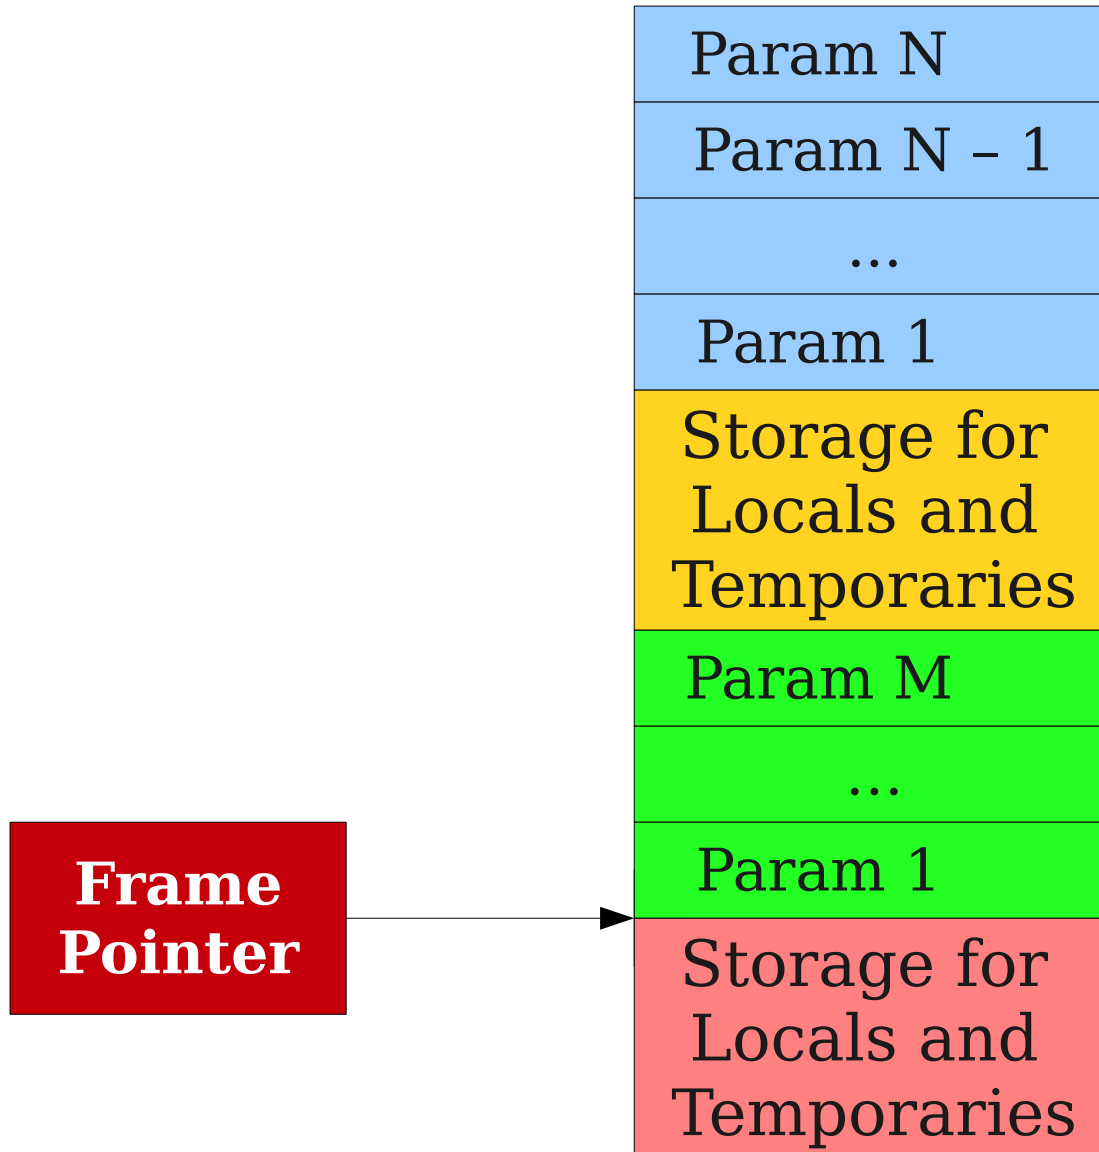 Param N
Param N – 1
...
Param 1
Storage for
Locals and
Temporaries
Param M
...
Param 1
Frame
Pointer
Storage for
Locals and
Temporaries